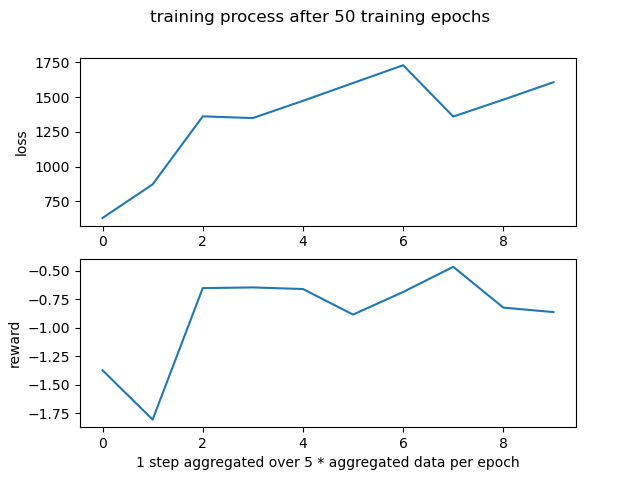 training process after 50 training epochs
1750
1500
1250
1000
750
loss
0 2 4 6 8
−0.50
−0.75
−1.00
−1.25
−1.50
−1.75
reward
0 2 4 6 8
1 step aggregated over 5 * aggregated data per epoch